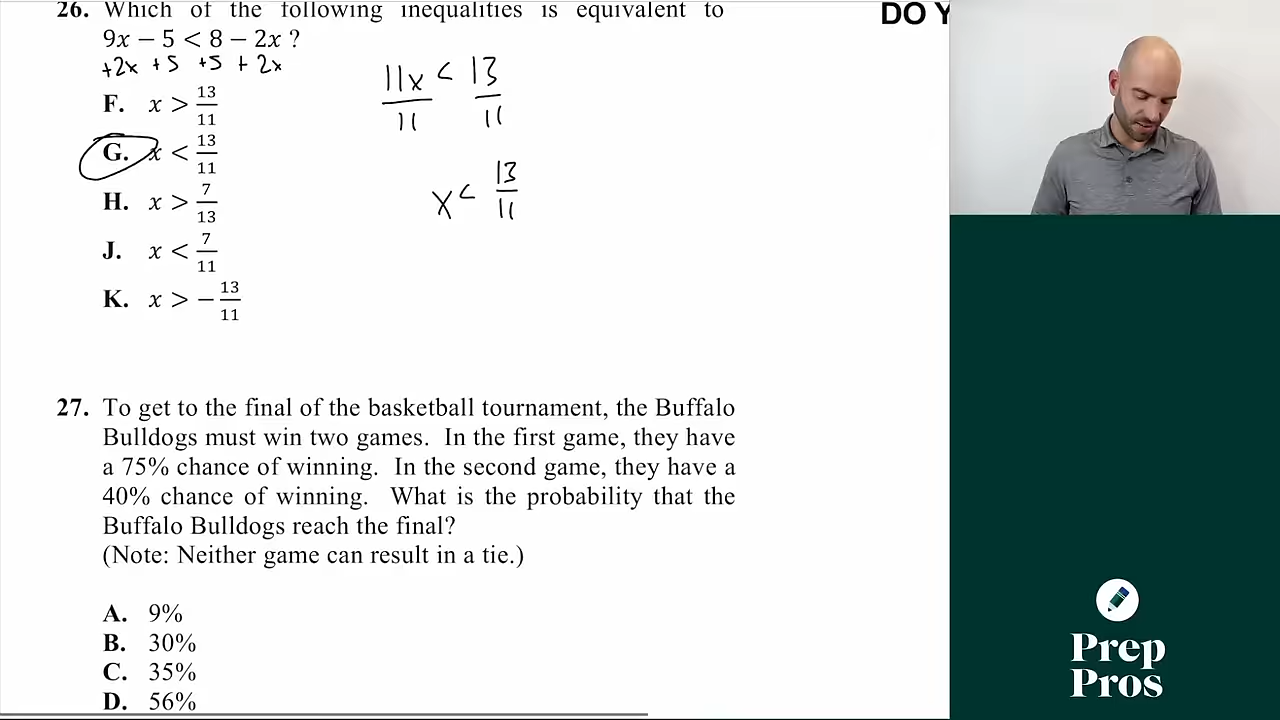 26. Which of the following inequalities is equivalent to
DO Y
9x − 5 < 8 − 2x ?
+2x +5 +5 + 2x
11x < 13
11 11
x < 13/11
F. x > 13/11
G. x < 13/11
H. x > 7/13
J. x < 7/11
K. x > −13/11
27. To get to the final of the basketball tournament, the Buffalo
Bulldogs must win two games. In the first game, they have
a 75% chance of winning. In the second game, they have a
40% chance of winning. What is the probability that the
Buffalo Bulldogs reach the final?
(Note: Neither game can result in a tie.)
A. 9%
B. 30%
C. 35%
D. 56%
Prep
Pros